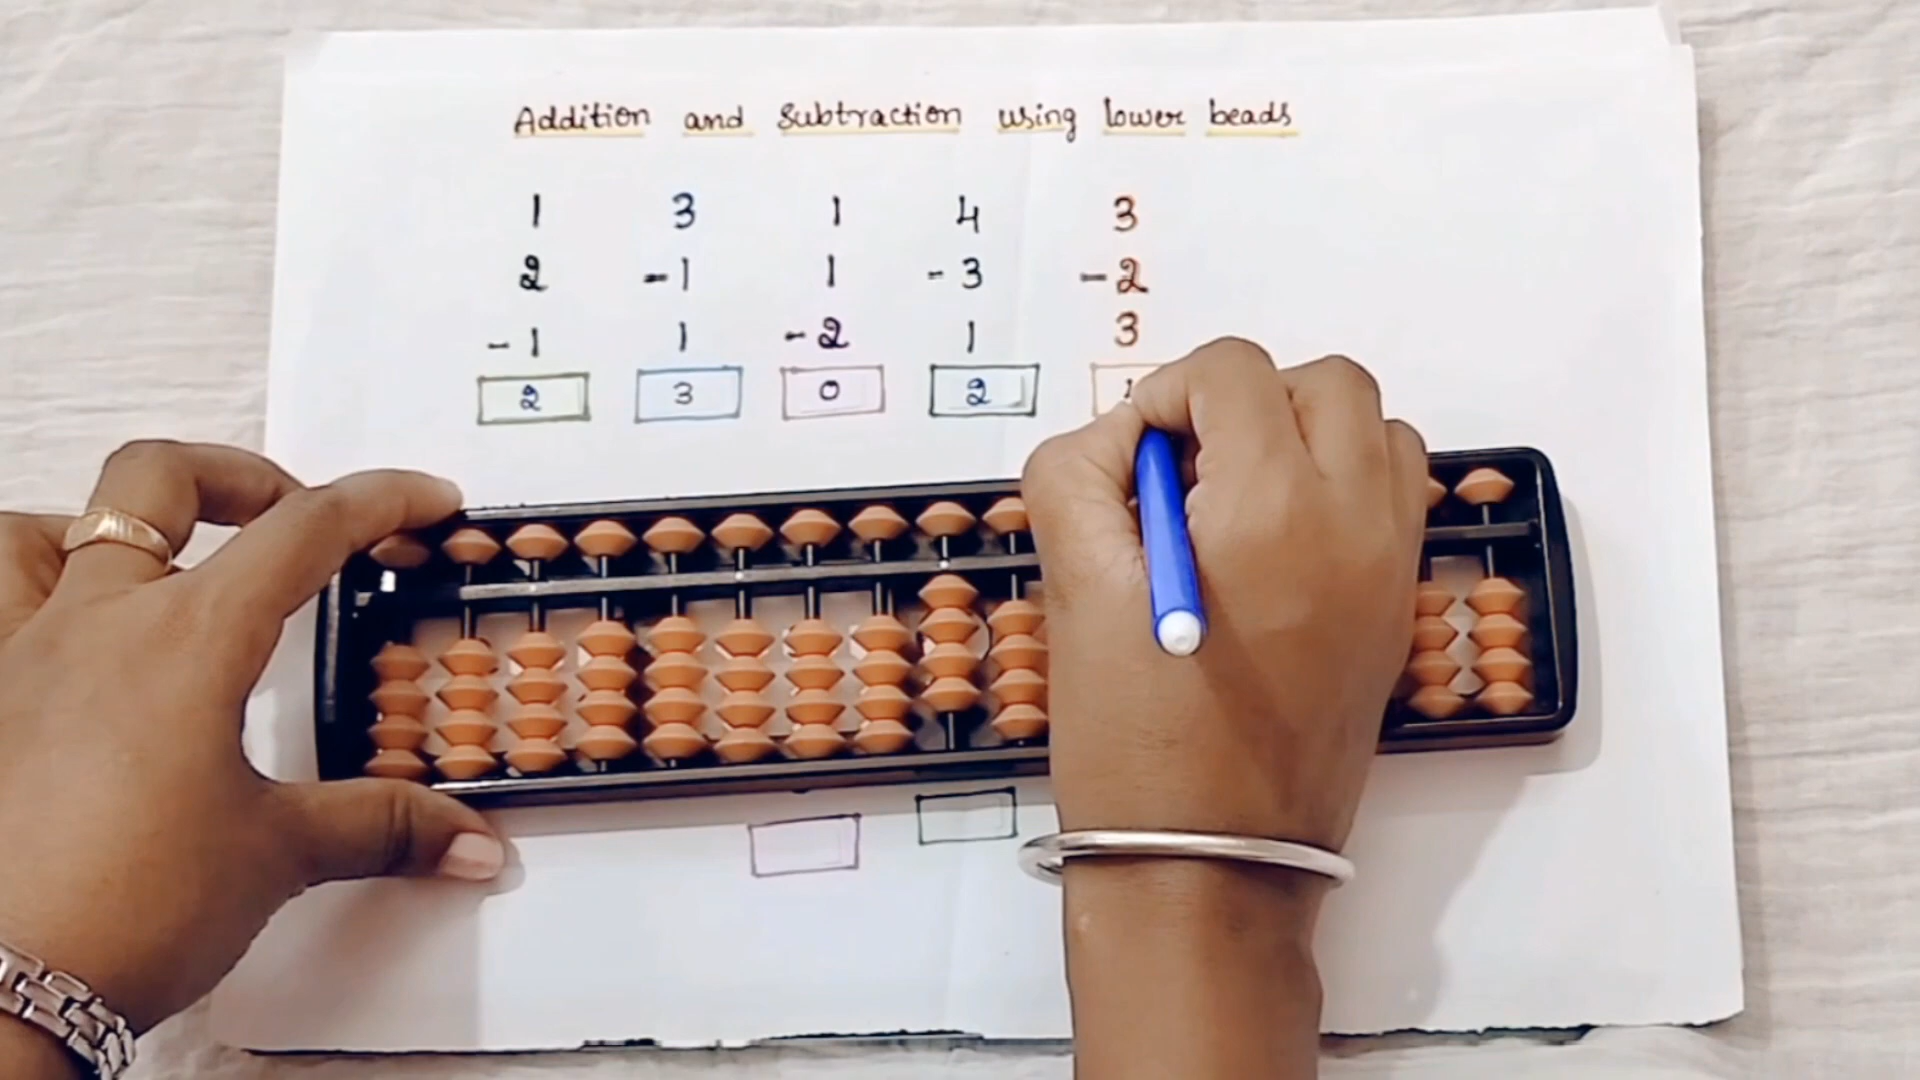 Addition and Subtraction using lower beads
1 3 1 4 3
2 -1 1 -3 -2
-1 1 -2 1 3
2 3 0 2